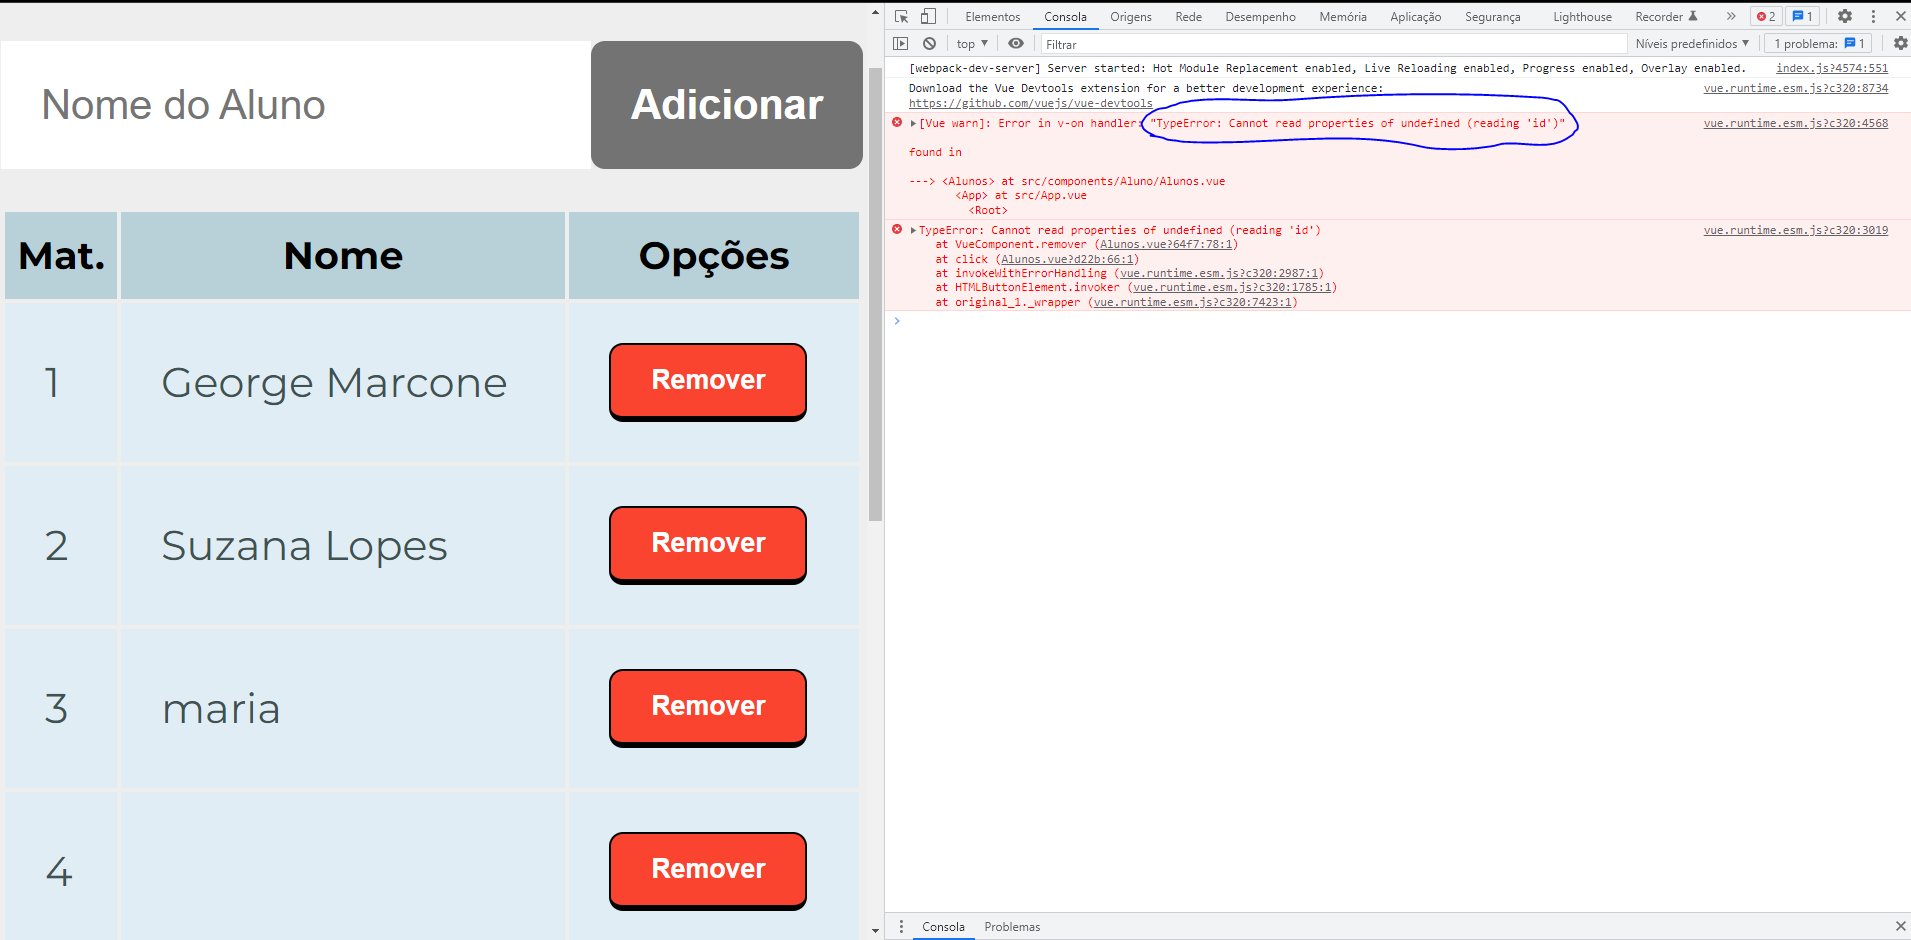 Nome do Aluno
Adicionar
Mat.
Nome
Opções
1
George Marcone
Remover
2
Suzana Lopes
Remover
3
maria
Remover
4
Remover
Elementos
Consola
Origens
Rede
Desempenho
Memória
Aplicação
Segurança
Lighthouse
Recorder
2
1
top
Filtrar
Níveis predefinidos
1 problema: 1
[webpack-dev-server] Server started: Hot Module Replacement enabled, Live Reloading enabled, Progress enabled, Overlay enabled.
index.js?4574:551
Download the Vue Devtools extension for a better development experience:
vue.runtime.esm.js?c320:8734
https://github.com/vuejs/vue-devtools
[Vue warn]: Error in v-on handler: "TypeError: Cannot read properties of undefined (reading 'id')"
vue.runtime.esm.js?c320:4568
found in
---> <Alunos> at src/components/Aluno/Alunos.vue
<App> at src/App.vue
<Root>
TypeError: Cannot read properties of undefined (reading 'id')
vue.runtime.esm.js?c320:3019
at VueComponent.remover (Alunos.vue?64f7:78:1)
at click (Alunos.vue?d22b:66:1)
at invokeWithErrorHandling (vue.runtime.esm.js?c320:2987:1)
at HTMLButtonElement.invoker (vue.runtime.esm.js?c320:1785:1)
at original_1._wrapper (vue.runtime.esm.js?c320:7423:1)
Consola
Problemas